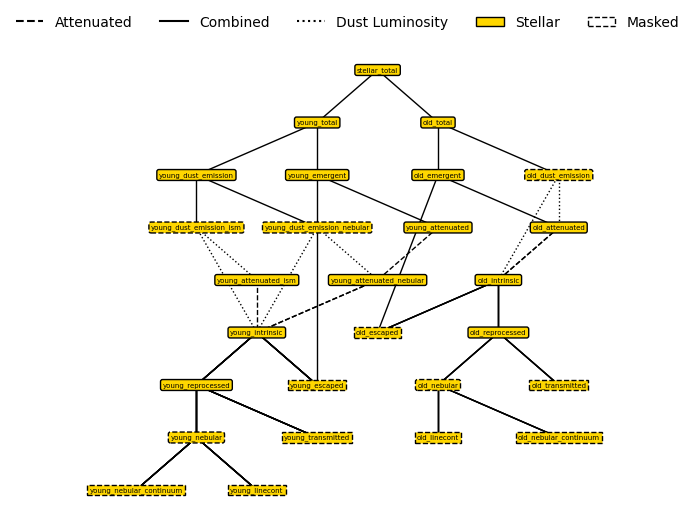 Attenuated Combined Dust Luminosity Stellar Masked
stellar_total
young_total old_total
young_dust_emission young_emergent old_emergent old_dust_emission
young_dust_emission_ism young_dust_emission_nebular young_attenuated old_attenuated
young_attenuated_ism young_attenuated_nebular old_intrinsic
young_intrinsic old_escaped old_reprocessed
young_reprocessed young_escaped old_nebular old_transmitted
young_nebular young_transmitted old_linecont old_nebular_continuum
young_nebular_continuum young_linecont